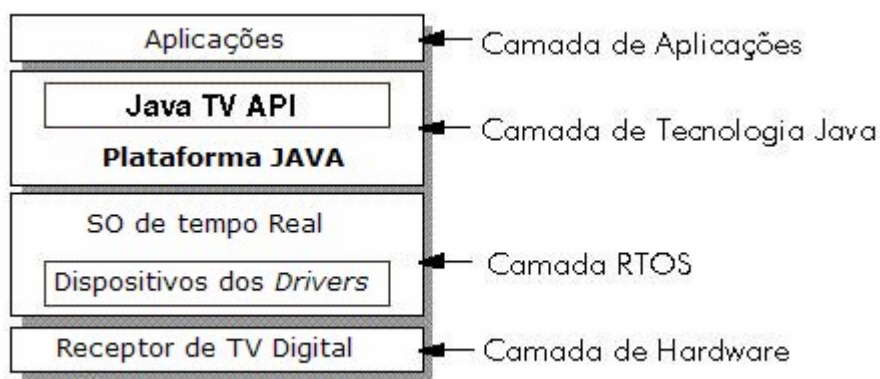 Aplicações
Camada de Aplicações
Java TV API
Plataforma JAVA
Camada de Tecnologia Java
SO de tempo Real
Dispositivos dos Drivers
Camada RTOS
Receptor de TV Digital
Camada de Hardware